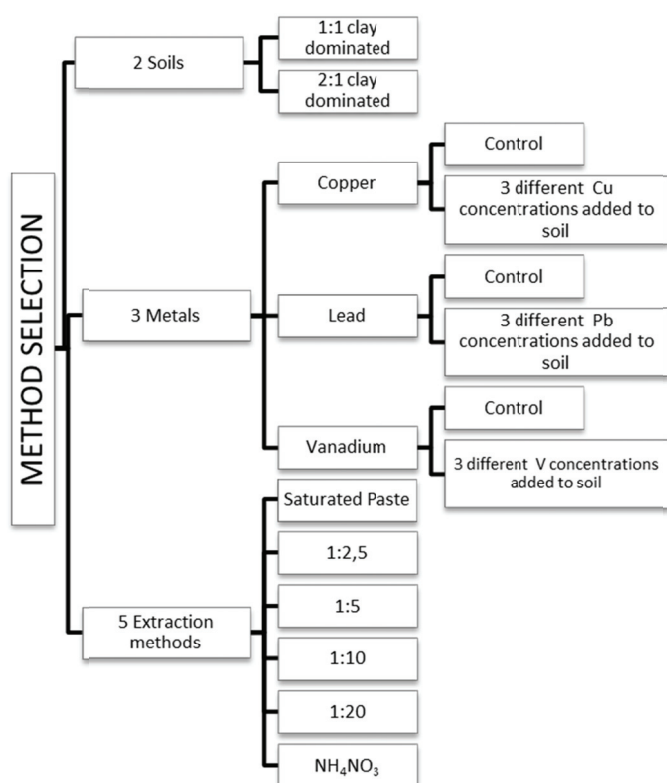 METHOD SELECTION
2 Soils
1:1 clay
dominated
2:1 clay
dominated
3 Metals
Copper
Control
3 different Cu
concentrations added to
soil
Lead
Control
3 different Pb
concentrations added to
soil
Vanadium
Control
3 different V concentrations
added to soil
5 Extraction
methods
Saturated Paste
1:2,5
1:5
1:10
1:20
NH₄NO₃